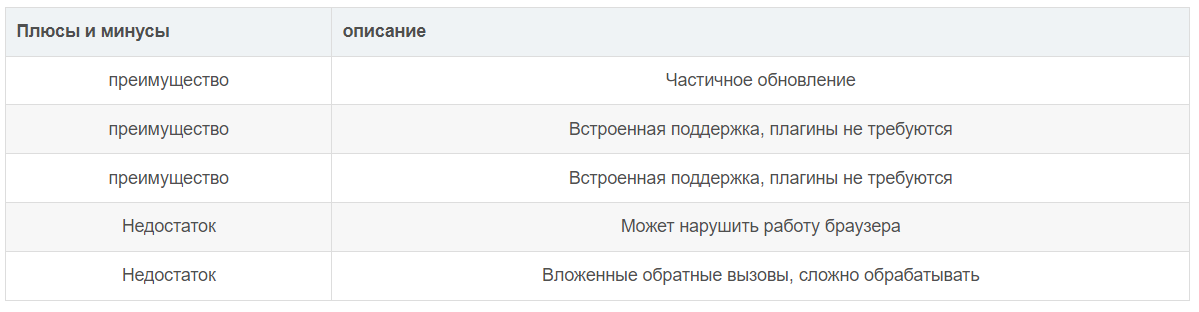 Плюсы и минусы описание
преимущество Частичное обновление
преимущество Встроенная поддержка, плагины не требуются
преимущество Встроенная поддержка, плагины не требуются
Недостаток Может нарушить работу браузера
Недостаток Вложенные обратные вызовы, сложно обрабатывать